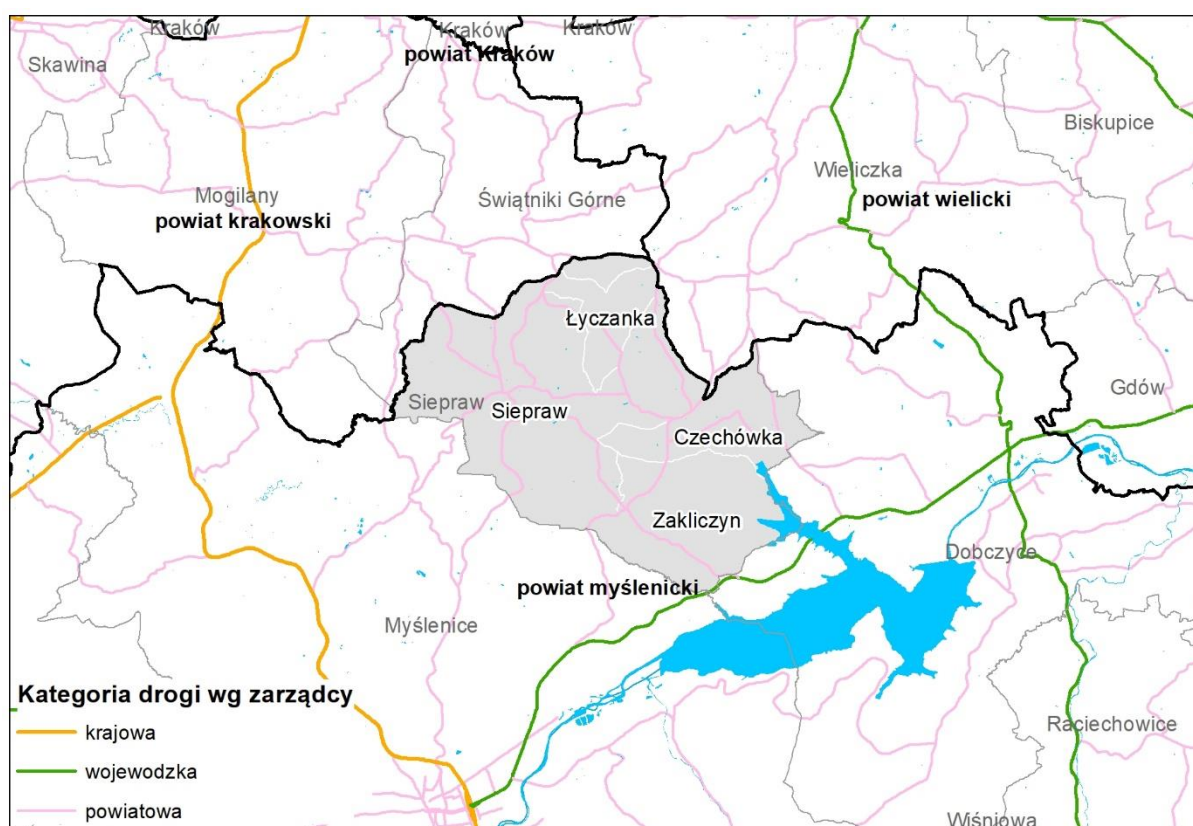 Kraków
Kraków
Kraków
powiat Kraków
Skawina
Biskupice
Wieliczka
Mogilany
Świątniki Górne
powiat wielicki
powiat krakowski
Łyczanka
Gdów
Siepraw
Siepraw
Czechówka
Zakliczyn
Dobczyce
powiat myślenicki
Myślenice
Kategoria drogi wg zarządcy
krajowa
wojewodzka
powiatowa
Raciechowice
Wiśniowa